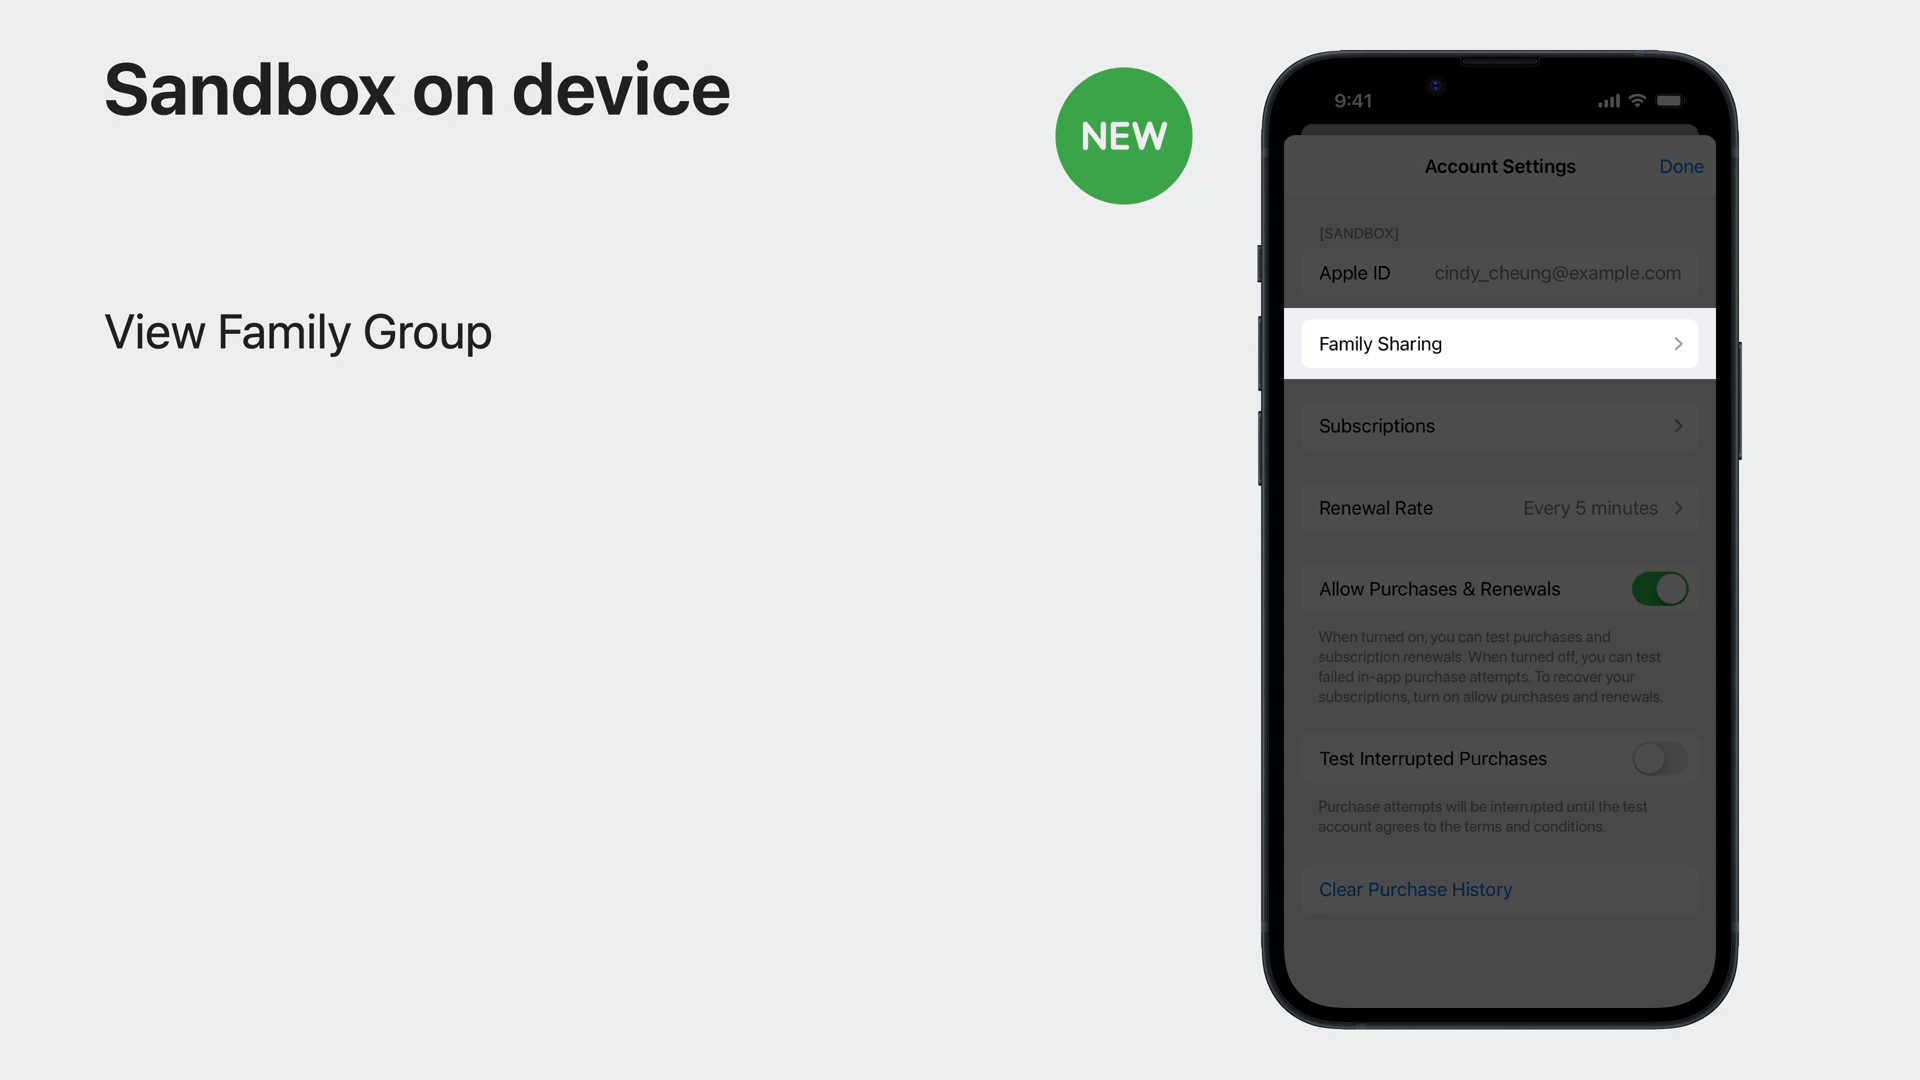 Sandbox on device
NEW
View Family Group
9:41
Account Settings
Done
[SANDBOX]
Apple ID
cindy_cheung@example.com
Family Sharing
Subscriptions
Renewal Rate
Every 5 minutes
Allow Purchases & Renewals
When turned on, you can test purchases and
subscription renewals. When turned off, you can test
failed in-app purchase attempts. To recover your
subscriptions, turn on allow purchases and renewals.
Test Interrupted Purchases
Purchase attempts will be interrupted until the test
account agrees to the terms and conditions.
Clear Purchase History